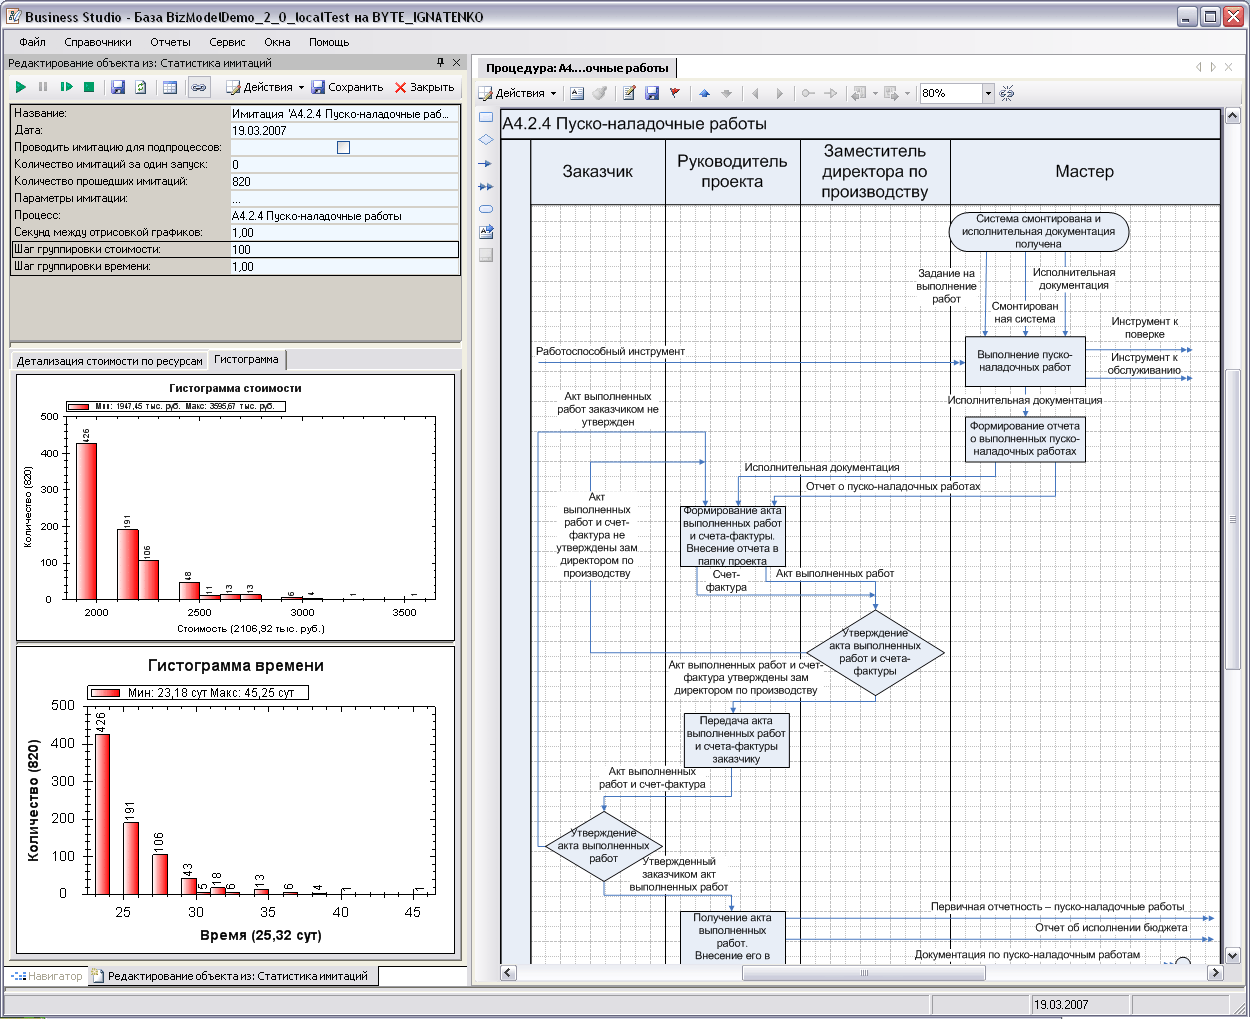 Business Studio - База BizModelDemo_2_0_localTest на BYTE_IGNATENKO
Файл Справочники Отчеты Сервис Окна Помощь
Редактирование объекта из: Статистика имитаций
Действия Сохранить Закрыть
Название: Имитация 'A4.2.4 Пуско-наладочные раб...
Дата: 19.03.2007
Проводить имитацию для подпроцессов:
Количество имитаций за один запуск: 0
Количество прошедших имитаций: 820
Параметры имитации: ...
Процесс: A4.2.4 Пуско-наладочные работы
Секунд между отрисовкой графиков: 1,00
Шаг группировки стоимости: 100
Шаг группировки времени: 1,00
Детализация стоимости по ресурсам Гистограмма
Гистограмма стоимости
Мин: 1947,45 тыс. руб. Макс: 3595,67 тыс. руб.
Количество (820)
500
400
300
200
100
0
426
191
106
48
11
13
13
6
4
1
1
2000 2500 3000 3500
Стоимость (2106,92 тыс. руб.)
Гистограмма времени
Мин: 23,18 сут Макс: 45,25 сут
Количество (820)
500
400
300
200
100
0
426
191
106
43
5
18
6
13
6
4
1
1
25 30 35 40 45
Время (25,32 сут)
Навигатор Редактирование объекта из: Статистика имитаций
Процедура: A4....очные работы
Действия 80%
A4.2.4 Пуско-наладочные работы
Заказчик
Руководитель
проекта
Заместитель
директора по
производству
Мастер
Система смонтирована и
исполнительная документация
получена
Задание на
выполнение
работ
Исполнительная
документация
Смонтирован
ная система
Инструмент к
поверке
Работоспособный инструмент
Выполнение пуско-
наладочных работ
Инструмент к
обслуживанию
Исполнительная документация
Акт выполненных
работ заказчиком не
утвержден
Формирование отчета
о выполненных пуско-
наладочных работах
Исполнительная документация
Отчет о пуско-наладочных работах
Акт
выполненных
работ и счет-
фактура не
утверждены зам
директором по
производству
Формирование акта
выполненных работ
и счета-фактуры.
Внесение отчета в
папку проекта
Счет-
фактура
Акт выполненных работ
Утверждение
акта выполненных
работ и счета-
фактуры
Акт выполненных работ и счет-
фактура утверждены зам
директором по производству
Передача акта
выполненных работ
и счета-фактуры
заказчику
Акт выполненных
работ и счет-фактура
Утверждение
акта выполненных
работ
Утвержденный
заказчиком акт
выполненных работ
Получение акта
выполненных
работ.
Внесение его в
Первичная отчетность – пуско-наладочные работы
Отчет об исполнении бюджета
Документация по пуско-наладочным работам
19.03.2007